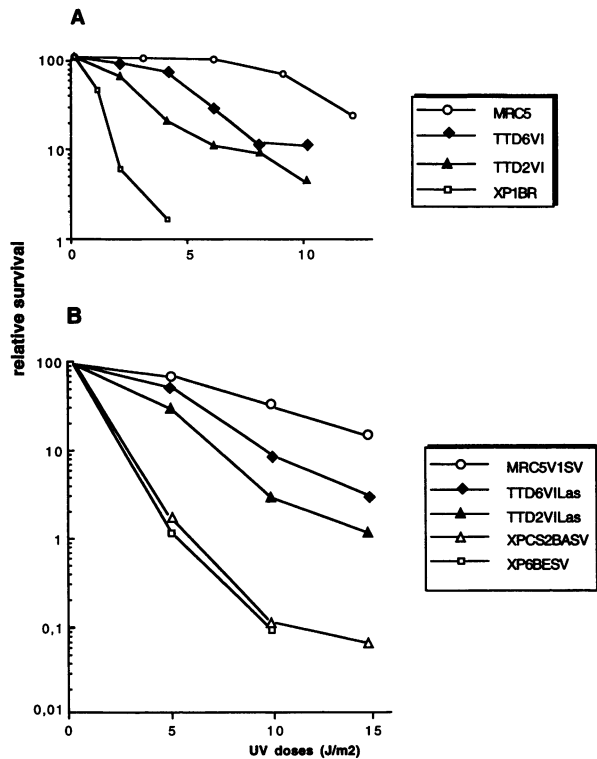 A
100
10
1
0
5
10
MRC5
TTD6VI
TTD2VI
XP1BR
relative survival
B
100
10
1
0,1
0,01
0
5
10
15
UV doses (J/m2)
MRC5V1SV
TTD6VILas
TTD2VILas
XPCS2BASV
XP6BESV